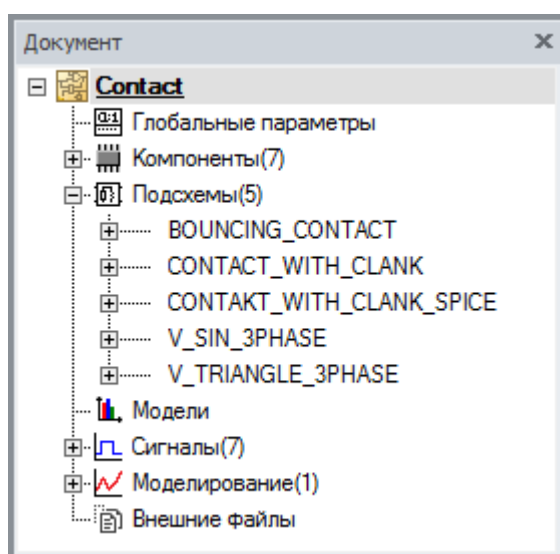 Документ
Contact
Глобальные параметры
Компоненты(7)
Подсхемы(5)
BOUNCING_CONTACT
CONTACT_WITH_CLANK
CONTAKT_WITH_CLANK_SPICE
V_SIN_3PHASE
V_TRIANGLE_3PHASE
Модели
Сигналы(7)
Моделирование(1)
Внешние файлы